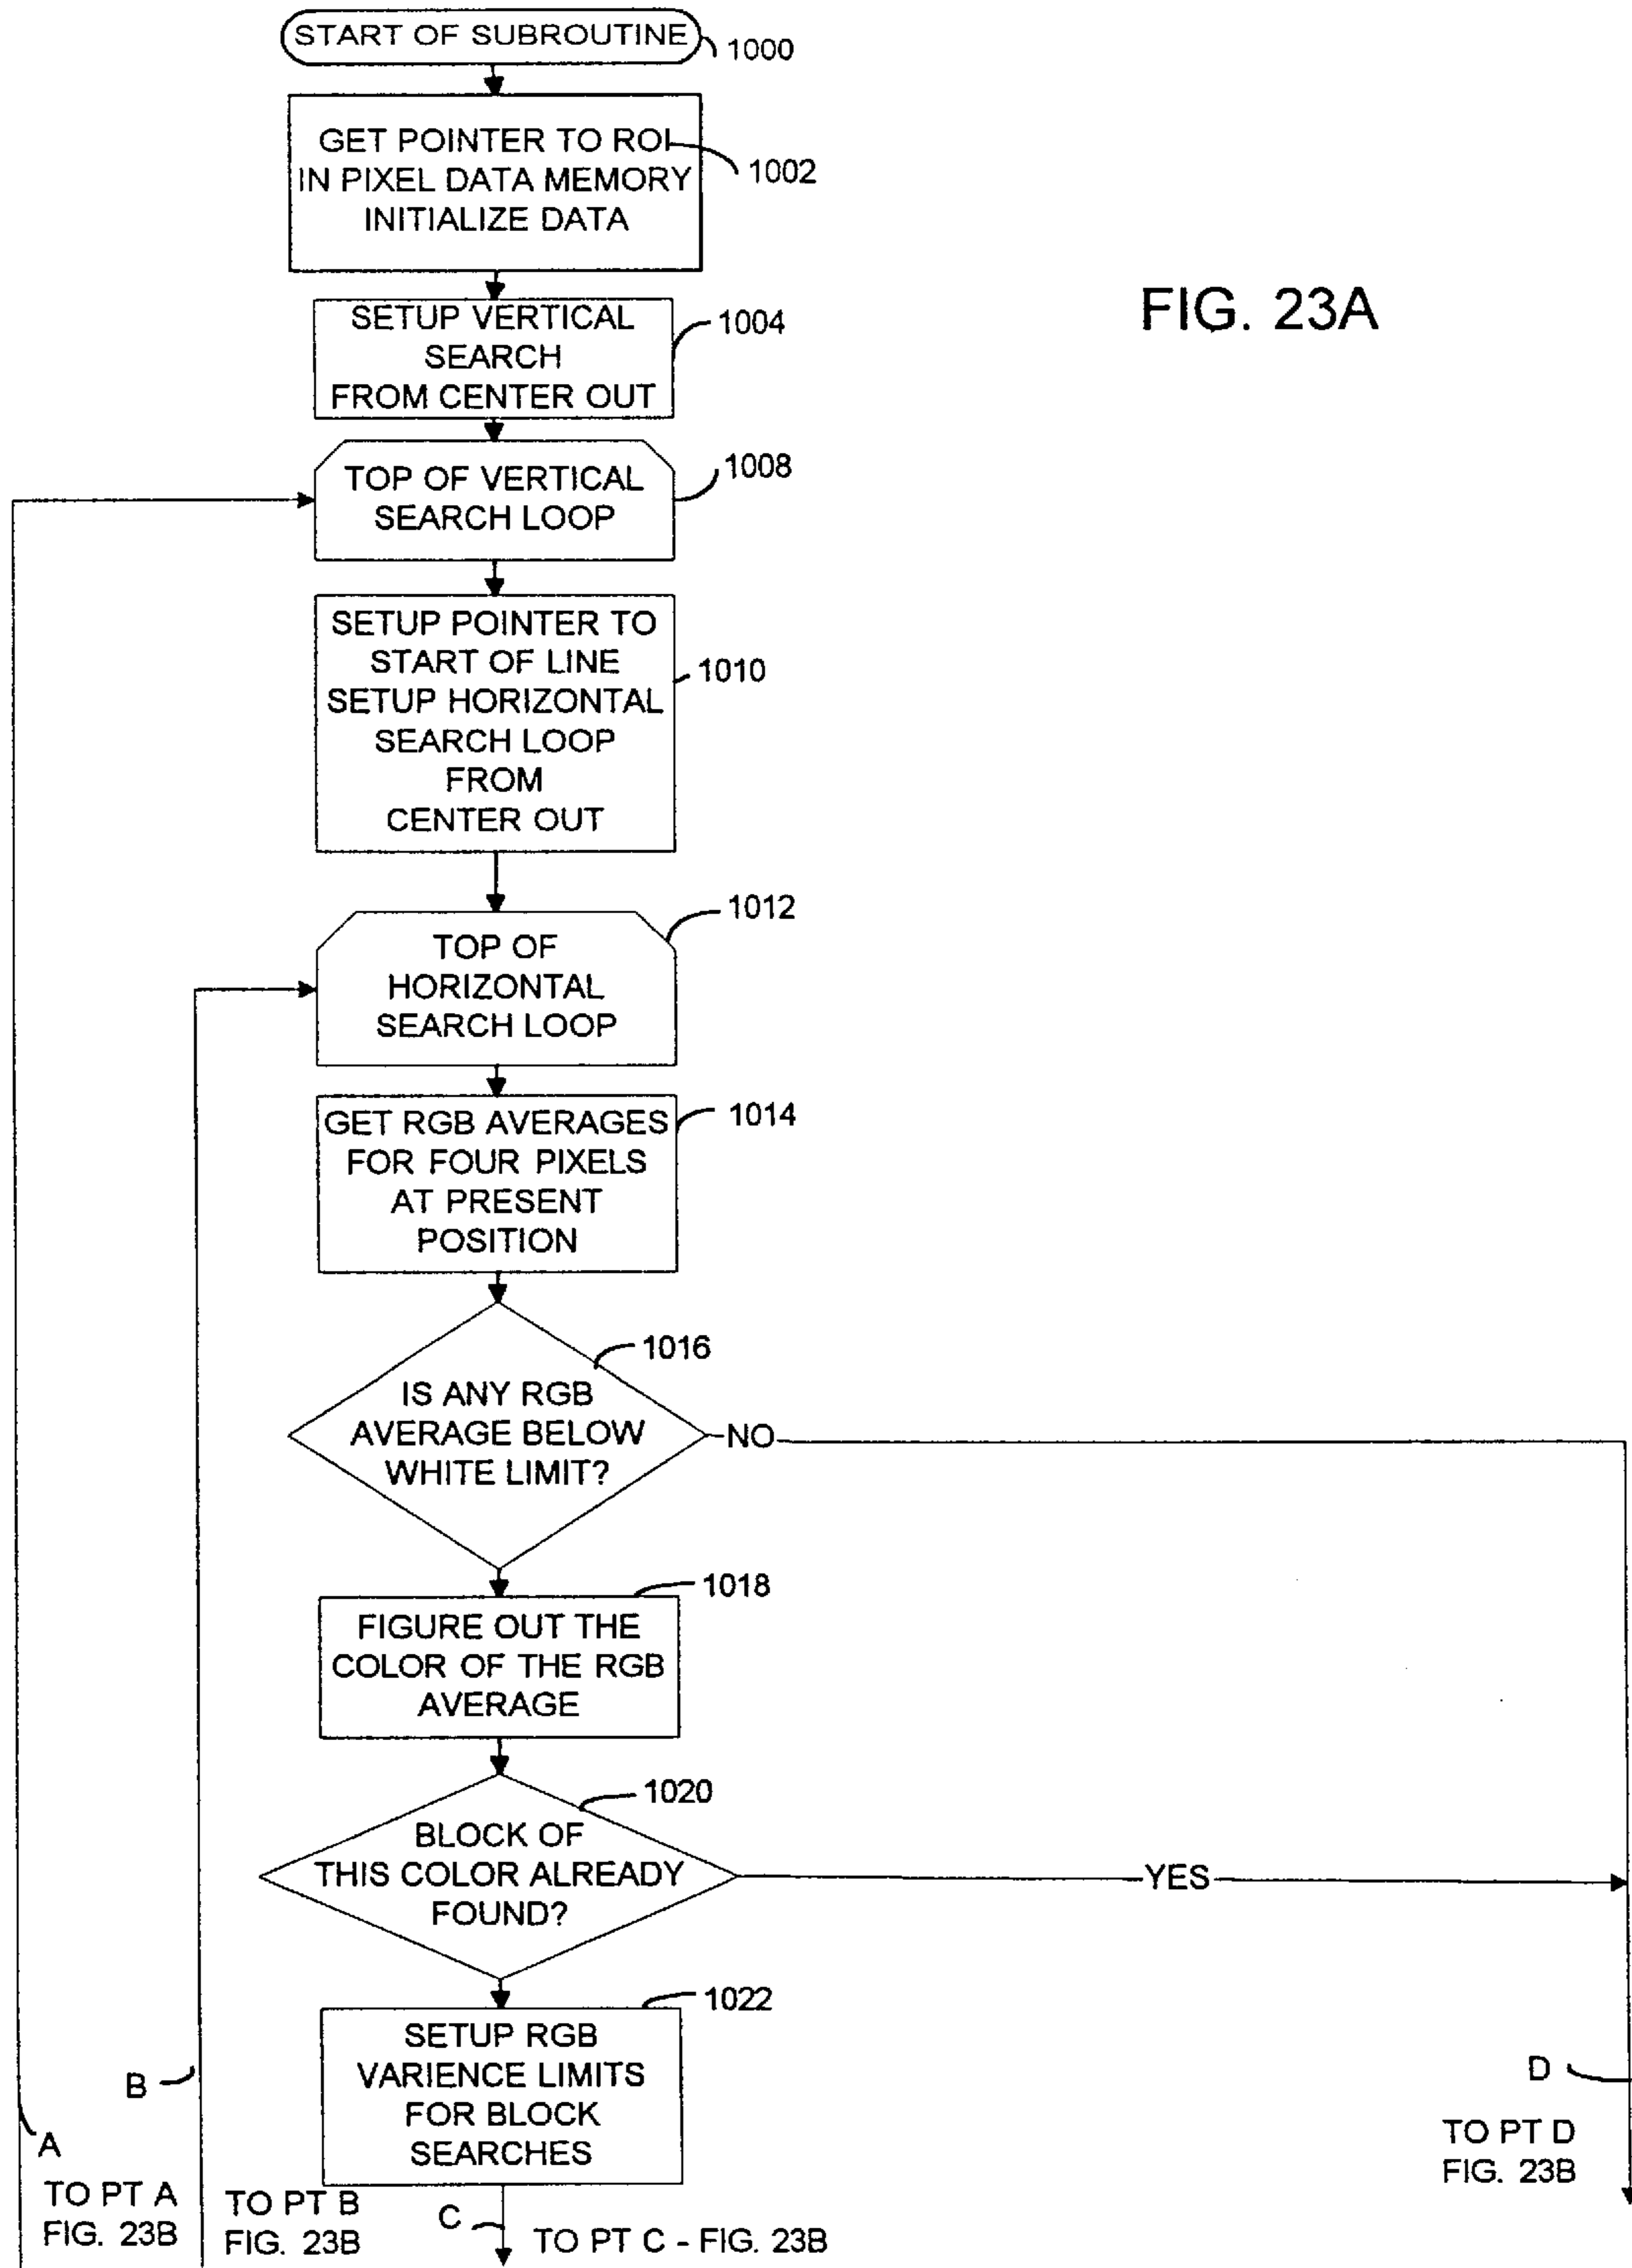 START OF SUBROUTINE
1000
GET POINTER TO ROI
IN PIXEL DATA MEMORY
INITIALIZE DATA
1002
FIG. 23A
SETUP VERTICAL
SEARCH
FROM CENTER OUT
1004
TOP OF VERTICAL
SEARCH LOOP
1008
SETUP POINTER TO
START OF LINE
SETUP HORIZONTAL
SEARCH LOOP
FROM
CENTER OUT
1010
TOP OF
HORIZONTAL
SEARCH LOOP
1012
GET RGB AVERAGES
FOR FOUR PIXELS
AT PRESENT
POSITION
1014
IS ANY RGB
AVERAGE BELOW
WHITE LIMIT?
1016
NO
FIGURE OUT THE
COLOR OF THE RGB
AVERAGE
1018
BLOCK OF
THIS COLOR ALREADY
FOUND?
1020
YES
SETUP RGB
VARIENCE LIMITS
FOR BLOCK
SEARCHES
1022
A
TO PT A
FIG. 23B
B
TO PT B
FIG. 23B
C
TO PT C - FIG. 23B
D
TO PT D
FIG. 23B